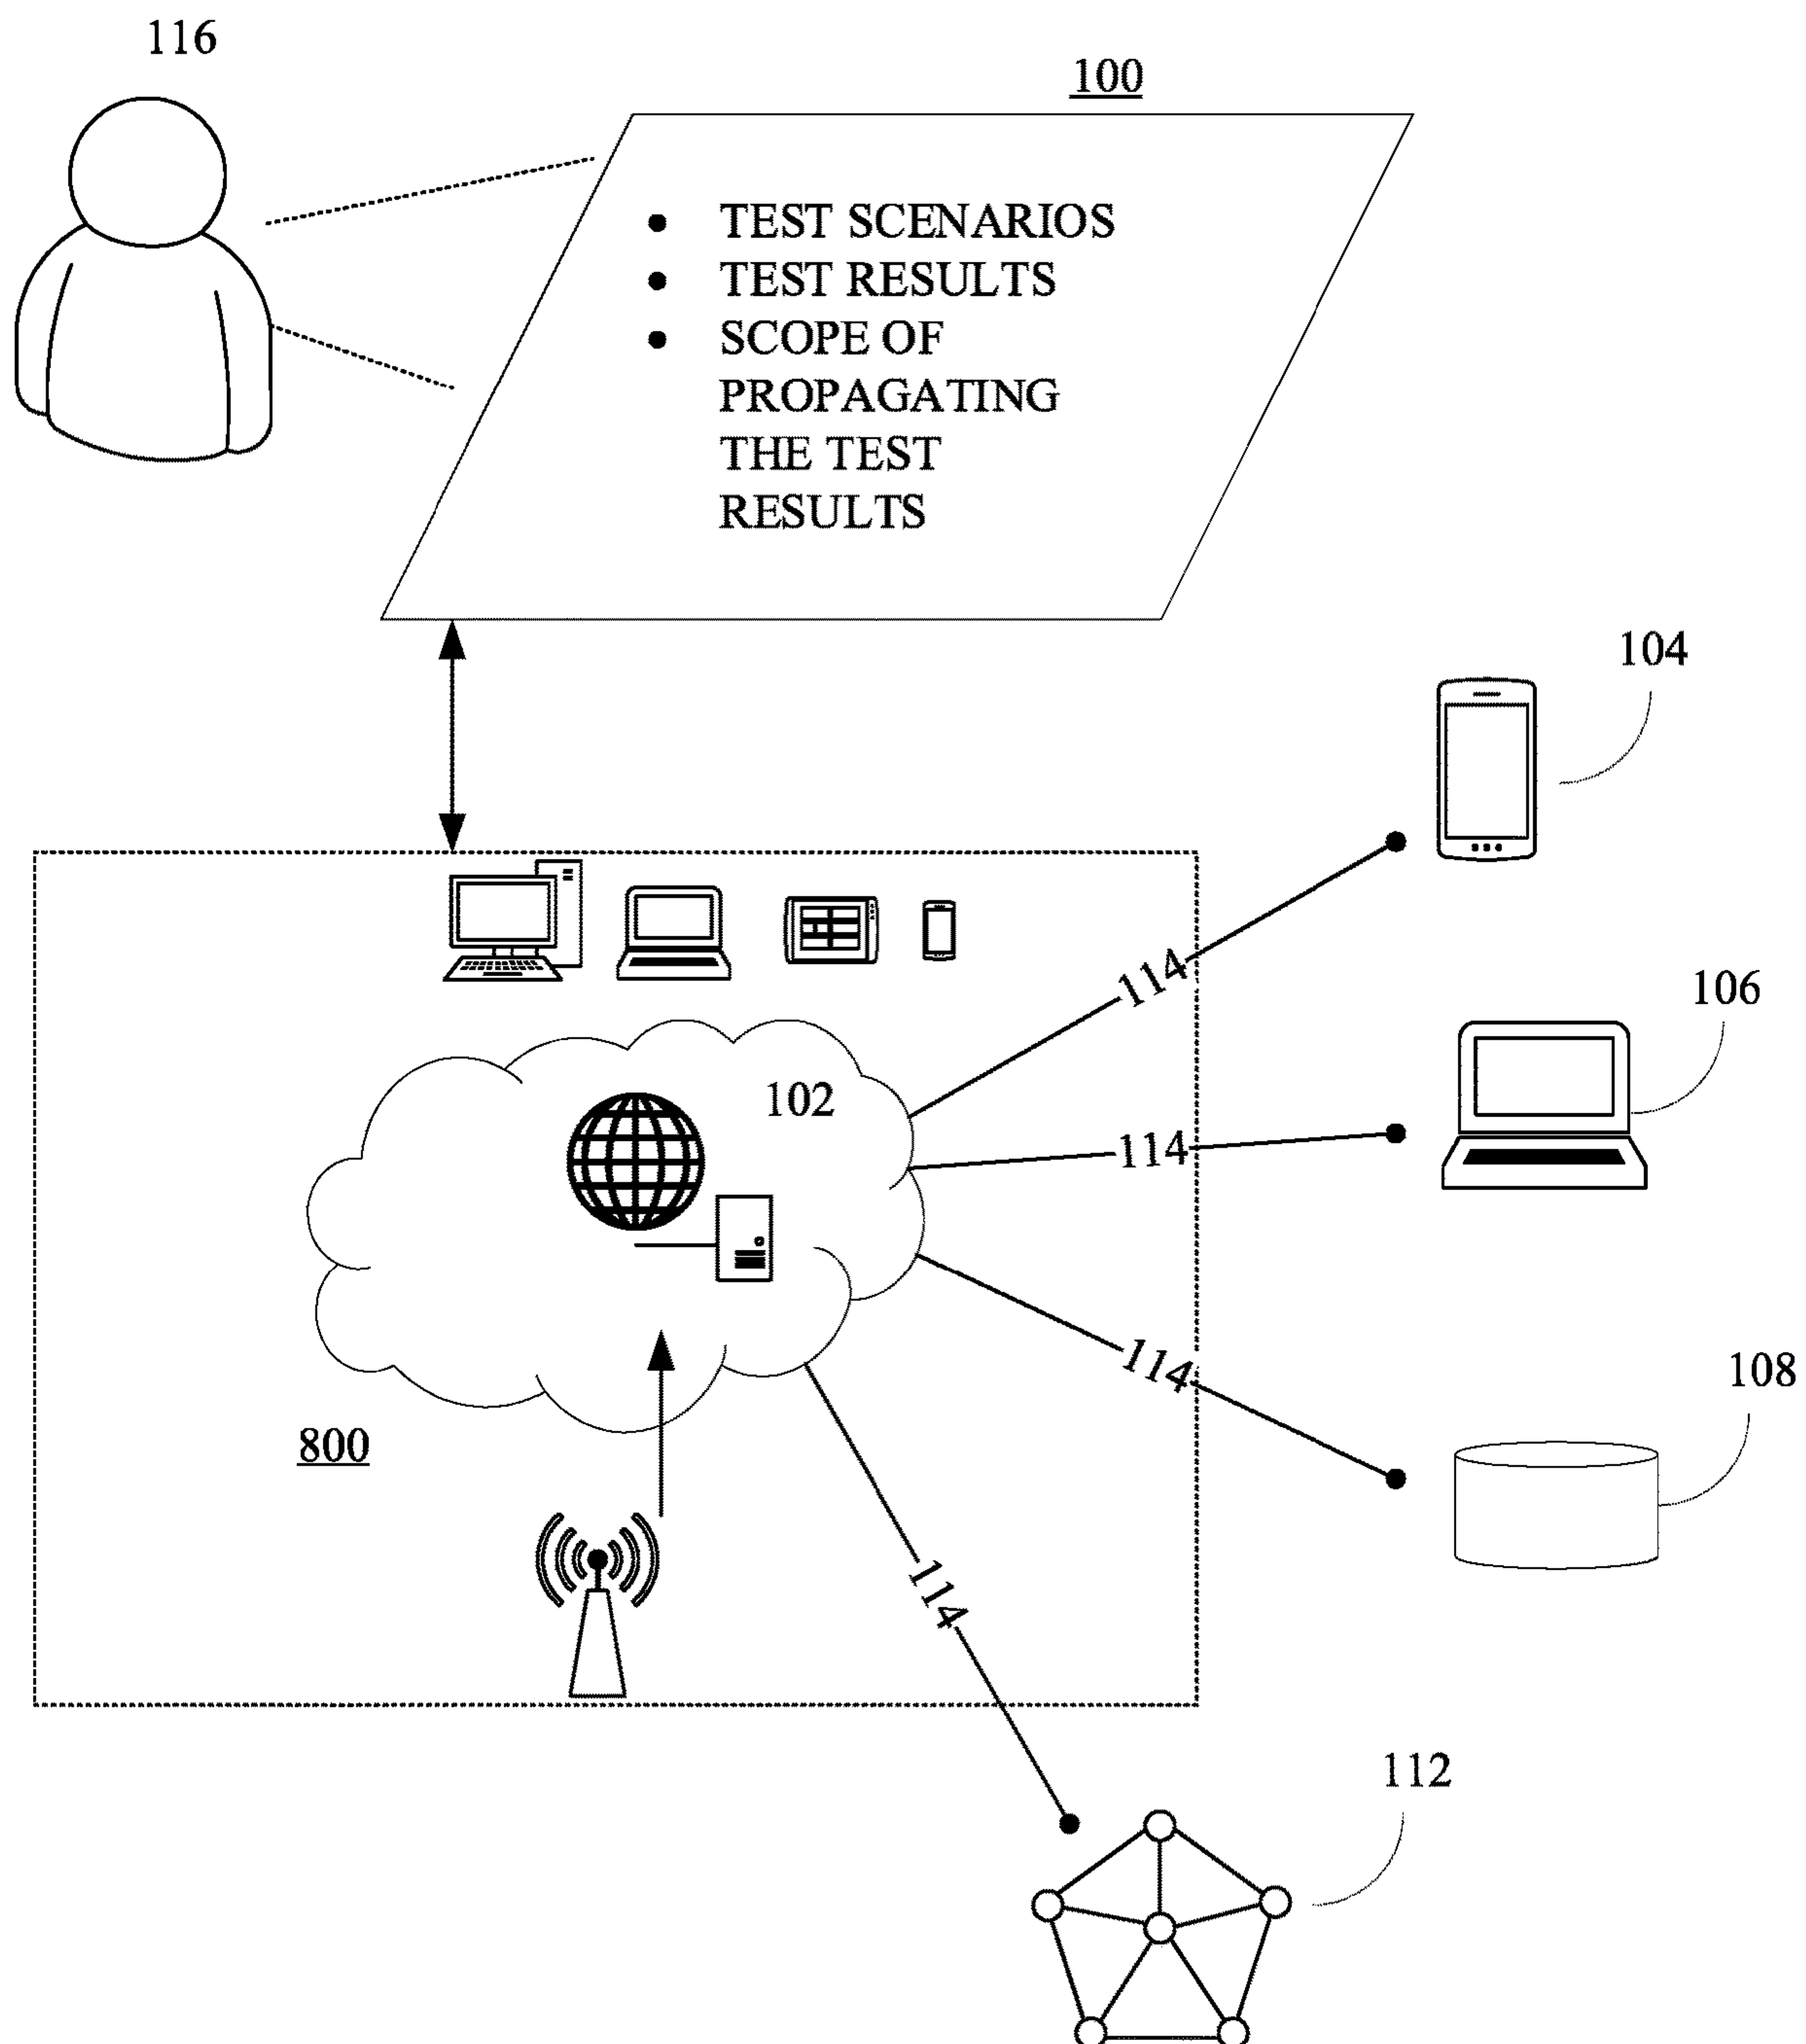 116
100
• TEST SCENARIOS
• TEST RESULTS
• SCOPE OF
PROPAGATING
THE TEST
RESULTS
104
114
106
102
114
114
108
800
114
112